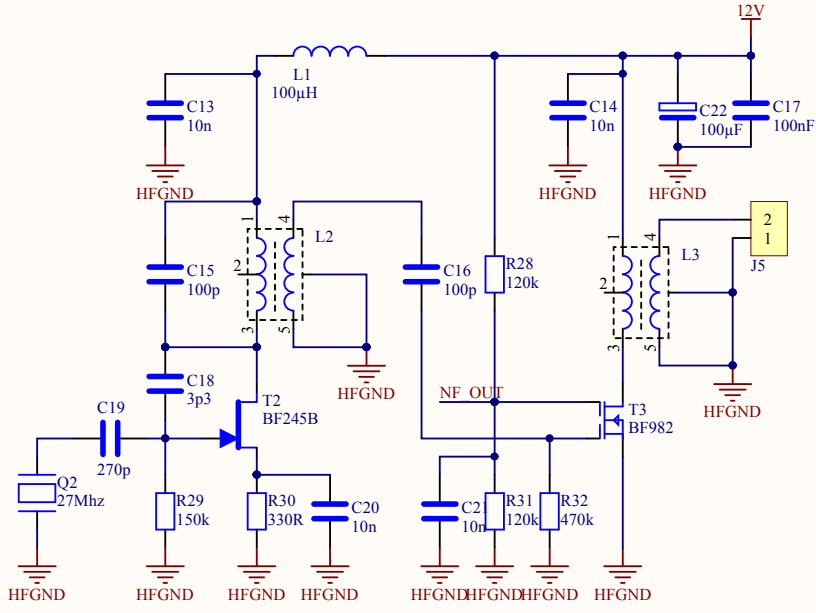 12V
L1
100µH
C13
10n
HFGND
C14
10n
HFGND
C22
100µF
HFGND
C17
100nF
1
4
2
3
5
L2
C15
100p
C16
100p
R28
120k
1
4
2
3
5
L3
2
1
J5
HFGND
HFGND
C18
3p3
T2
BF245B
NF_OUT
T3
BF982
C19
270p
Q2
27Mhz
R29
150k
R30
330R
C20
10n
C21
10n
R31
120k
R32
470k
HFGND
HFGND
HFGND
HFGND
HFGND
HFGND
HFGND
HFGND